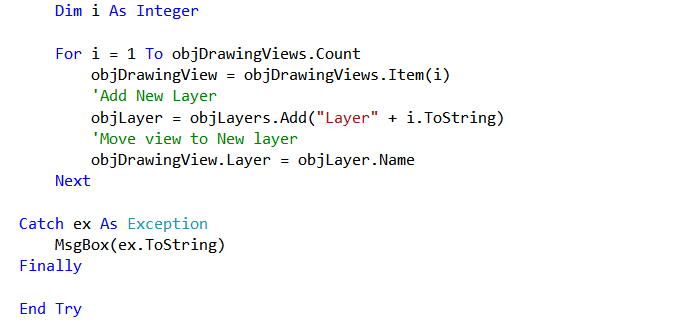 Dim i As Integer
For i = 1 To objDrawingViews.Count
objDrawingView = objDrawingViews.Item(i)
'Add New Layer
objLayer = objLayers.Add("Layer" + i.ToString)
'Move view to New layer
objDrawingView.Layer = objLayer.Name
Next
Catch ex As Exception
MsgBox(ex.ToString)
Finally
End Try